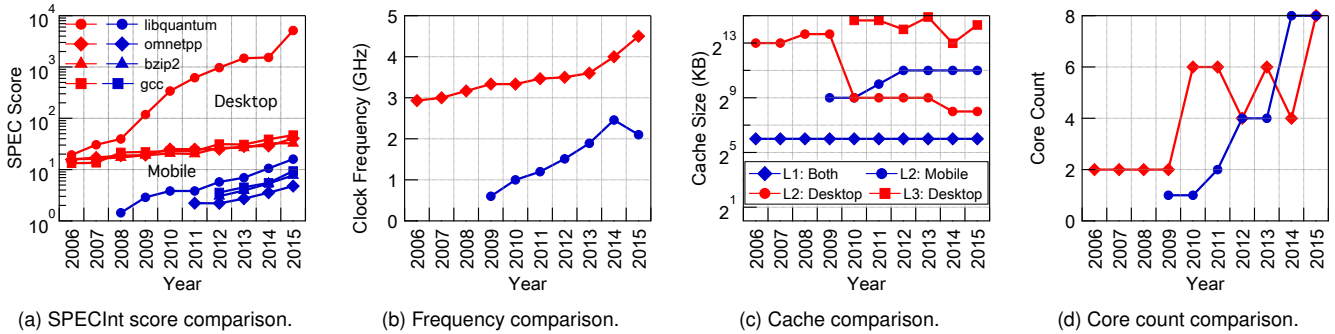 SPEC Score
10^4
10^3
10^2
10^1
10^0
libquantum
omnetpp
bzip2
gcc
Desktop
Mobile
2006
2007
2008
2009
2010
2011
2012
2013
2014
2015
Year
(a) SPECInt score comparison.
Clock Frequency (GHz)
5
4
3
2
1
0
2006
2007
2008
2009
2010
2011
2012
2013
2014
2015
Year
(b) Frequency comparison.
Cache Size (KB)
2^13
2^9
2^5
2^1
L1: Both
L2: Mobile
L2: Desktop
L3: Desktop
2006
2007
2008
2009
2010
2011
2012
2013
2014
2015
Year
(c) Cache comparison.
Core Count
8
6
4
2
0
2006
2007
2008
2009
2010
2011
2012
2013
2014
2015
Year
(d) Core count comparison.